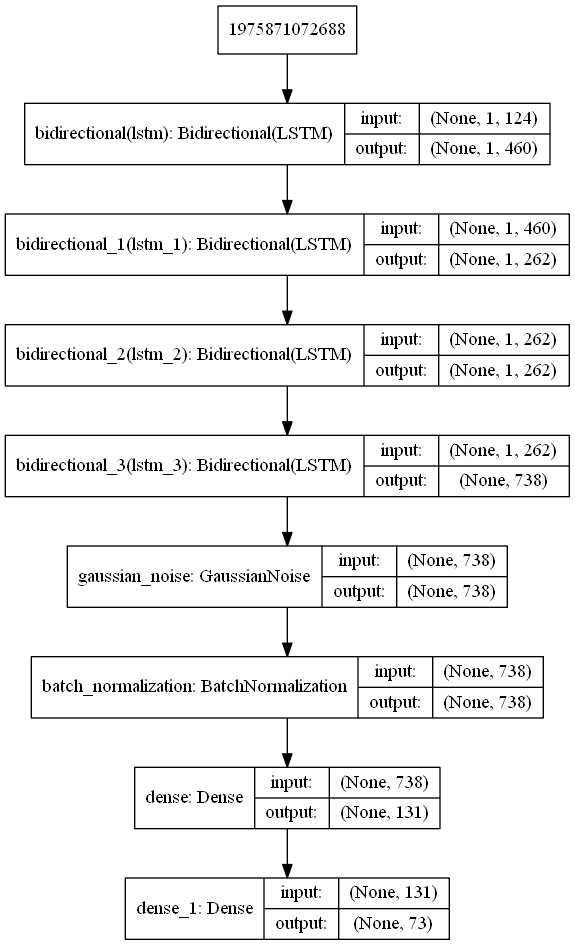 1975871072688
bidirectional(lstm): Bidirectional(LSTM)
input: (None, 1, 124)
output: (None, 1, 460)
bidirectional_1(lstm_1): Bidirectional(LSTM)
input: (None, 1, 460)
output: (None, 1, 262)
bidirectional_2(lstm_2): Bidirectional(LSTM)
input: (None, 1, 262)
output: (None, 1, 262)
bidirectional_3(lstm_3): Bidirectional(LSTM)
input: (None, 1, 262)
output: (None, 738)
gaussian_noise: GaussianNoise
input: (None, 738)
output: (None, 738)
batch_normalization: BatchNormalization
input: (None, 738)
output: (None, 738)
dense: Dense
input: (None, 738)
output: (None, 131)
dense_1: Dense
input: (None, 131)
output: (None, 73)